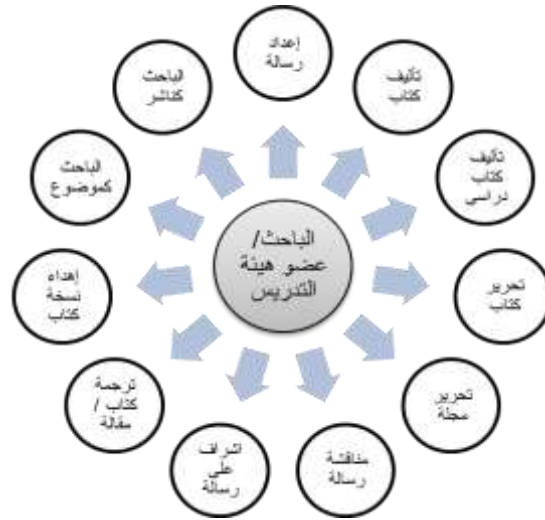 إعداد
رسالة
تأليف
كتاب
تأليف
كتاب
دراسي
تحرير
كتاب
تحرير
مجلة
مناقشة
رسالة
اشراف
على
رسالة
ترجمة
كتاب /
مقالة
إهداء
نسخة
كتاب
الباحث
كموضوع
الباحث
كناشر
الباحث/
عضو هيئة
التدريس